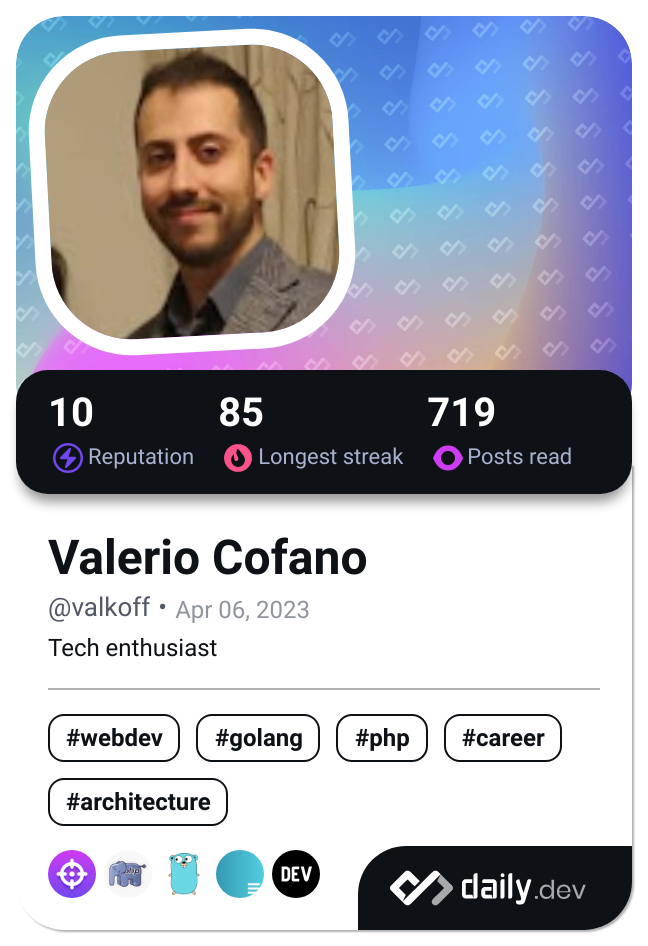 10 85 719
Reputation Longest streak Posts read
Valerio Cofano
@valkoff • Apr 06, 2023
Tech enthusiast
#webdev #golang #php #career
#architecture
php DEV daily.dev